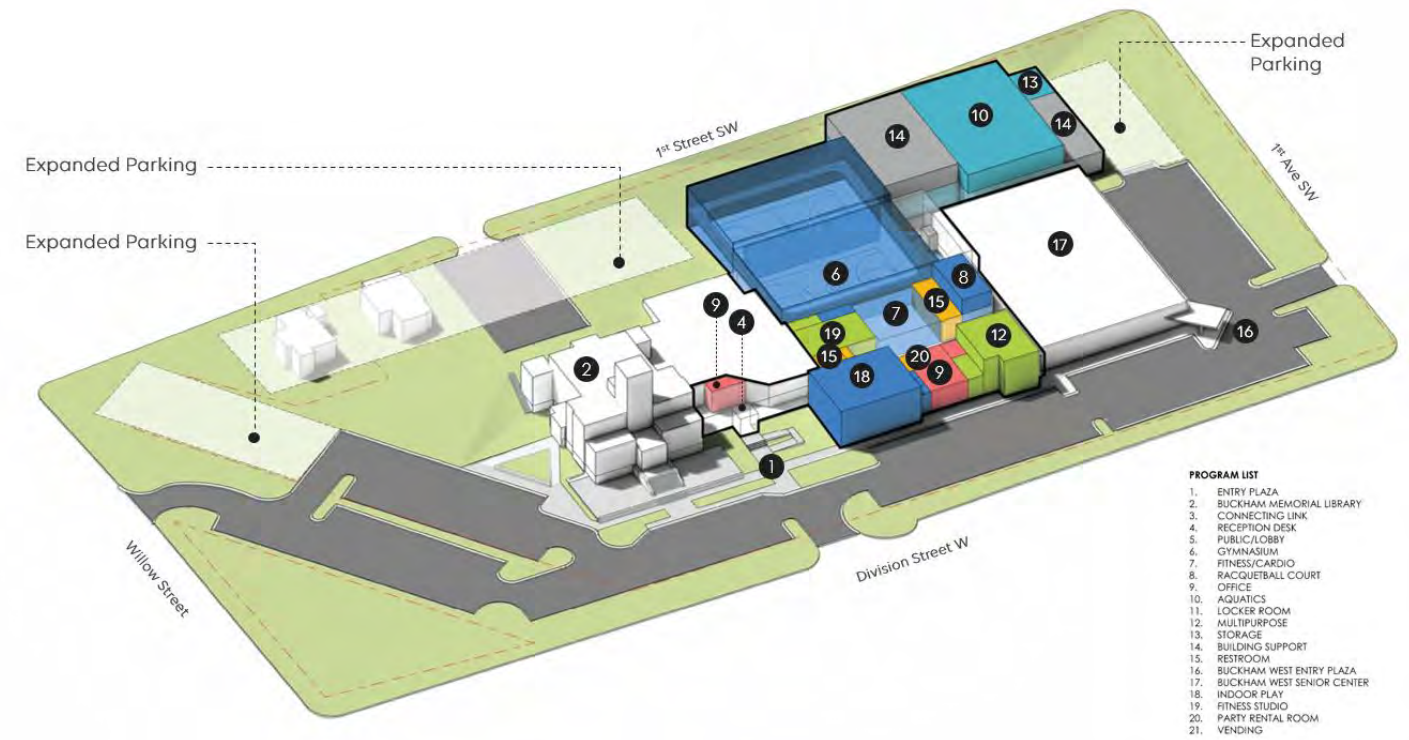 Expanded
Parking
13
10
14
14
1st Street SW
Expanded Parking
1st Ave SW
Expanded Parking
17
6
8
9
15
7
4
19
12
16
2
15
20
18
9
1
Willow Street
Division Street W
PROGRAM LIST
1. ENTRY PLAZA
2. BUCKHAM MEMORIAL LIBRARY
3. CONNECTING LINK
4. RECEPTION DESK
5. PUBLIC/LOBBY
6. GYMNASIUM
7. FITNESS/CARDIO
8. RACQUETBALL COURT
9. OFFICE
10. AQUATICS
11. LOCKER ROOM
12. MULTIPURPOSE
13. STORAGE
14. BUILDING SUPPORT
15. RESTROOM
16. BUCKHAM WEST ENTRY PLAZA
17. BUCKHAM WEST SENIOR CENTER
18. INDOOR PLAY
19. FITNESS STUDIO
20. PARTY RENTAL ROOM
21. VENDING